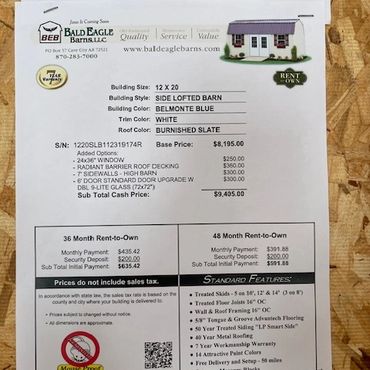 Just It Coming Soon
BALD EAGLE
BARNS, LLC
BEB
PO Box 57 Cave City AR 72521
870-283-7000
Quality
Service
Value
www.baldeaglebarns.com
7 YEAR
RENT TO OWN
Building Size: 12 X 20
Building Style: SIDE LOFTED BARN
Building Color: BELMONTE BLUE
Trim Color: WHITE
Roof Color: BURNISHED SLATE
S/N: 1220SLB112319174R Base Price: $8,195.00
Added Options:
- 24x36" WINDOW $250.00
- RADIANT BARRIER ROOF DECKING $360.00
- 7' SIDEWALLS - HIGH BARN $300.00
- 6' DOOR STANDARD DOOR UPGRADE W $300.00
DBL 9-LITE GLASS (72x72")
Sub Total Cash Price: $9,405.00
36 Month Rent-to-Own
Monthly Payment: $435.42
Security Deposit: $200.00
Sub Total Initial Payment: $635.42
48 Month Rent-to-Own
Monthly Payment: $391.88
Security Deposit: $200.00
Sub Total Initial Payment: $591.88
Prices do not include sales tax.
In accordance with state law, the sales tax rate is based on the
county and city where your building is delivered to.
• Prices subject to changed without notice.
• All dimensions are approximate.
STANDARD FEATURES:
• Treated Skids - 5 on 10', 12' & 14' (3 on 8')
• Treated Floor Joists 16" OC
• Wall & Roof Framing 16" OC
• 5/8" Tongue & Groove Advantech Flooring
• 50 Year Treated Siding "LP Smart Side"
• 40 Year Metal Roofing
• 7 Year Workmanship Warranty
• 14 Attractive Paint Colors
• Free Delivery and Setup - 50 miles